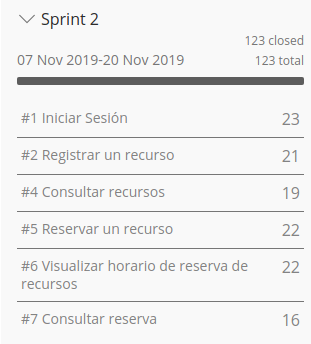 Sprint 2
123 closed
07 Nov 2019-20 Nov 2019 123 total
#1 Iniciar Sesión 23
#2 Registrar un recurso 21
#4 Consultar recursos 19
#5 Reservar un recurso 22
#6 Visualizar horario de reserva de 22
recursos
#7 Consultar reserva 16